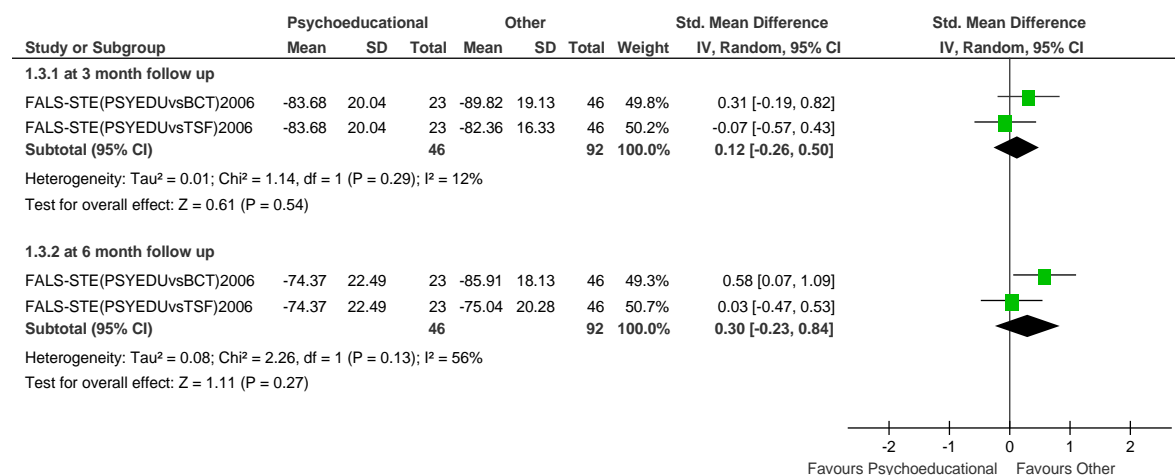 Psychoeducational Other Std. Mean Difference Std. Mean Difference
Study or Subgroup Mean SD Total Mean SD Total Weight IV, Random, 95% CI IV, Random, 95% CI
1.3.1 at 3 month follow up
FALS-STE(PSYEDUvsBCT)2006 -83.68 20.04 23 -89.82 19.13 46 49.8% 0.31 [-0.19, 0.82]
FALS-STE(PSYEDUvsTSF)2006 -83.68 20.04 23 -82.36 16.33 46 50.2% -0.07 [-0.57, 0.43]
Subtotal (95% CI) 46 92 100.0% 0.12 [-0.26, 0.50]
Heterogeneity: Tau² = 0.01; Chi² = 1.14, df = 1 (P = 0.29); I² = 12%
Test for overall effect: Z = 0.61 (P = 0.54)
1.3.2 at 6 month follow up
FALS-STE(PSYEDUvsBCT)2006 -74.37 22.49 23 -85.91 18.13 46 49.3% 0.58 [0.07, 1.09]
FALS-STE(PSYEDUvsTSF)2006 -74.37 22.49 23 -75.04 20.28 46 50.7% 0.03 [-0.47, 0.53]
Subtotal (95% CI) 46 92 100.0% 0.30 [-0.23, 0.84]
Heterogeneity: Tau² = 0.08; Chi² = 2.26, df = 1 (P = 0.13); I² = 56%
Test for overall effect: Z = 1.11 (P = 0.27)
-2 -1 0 1 2
Favours Psychoeducational Favours Other